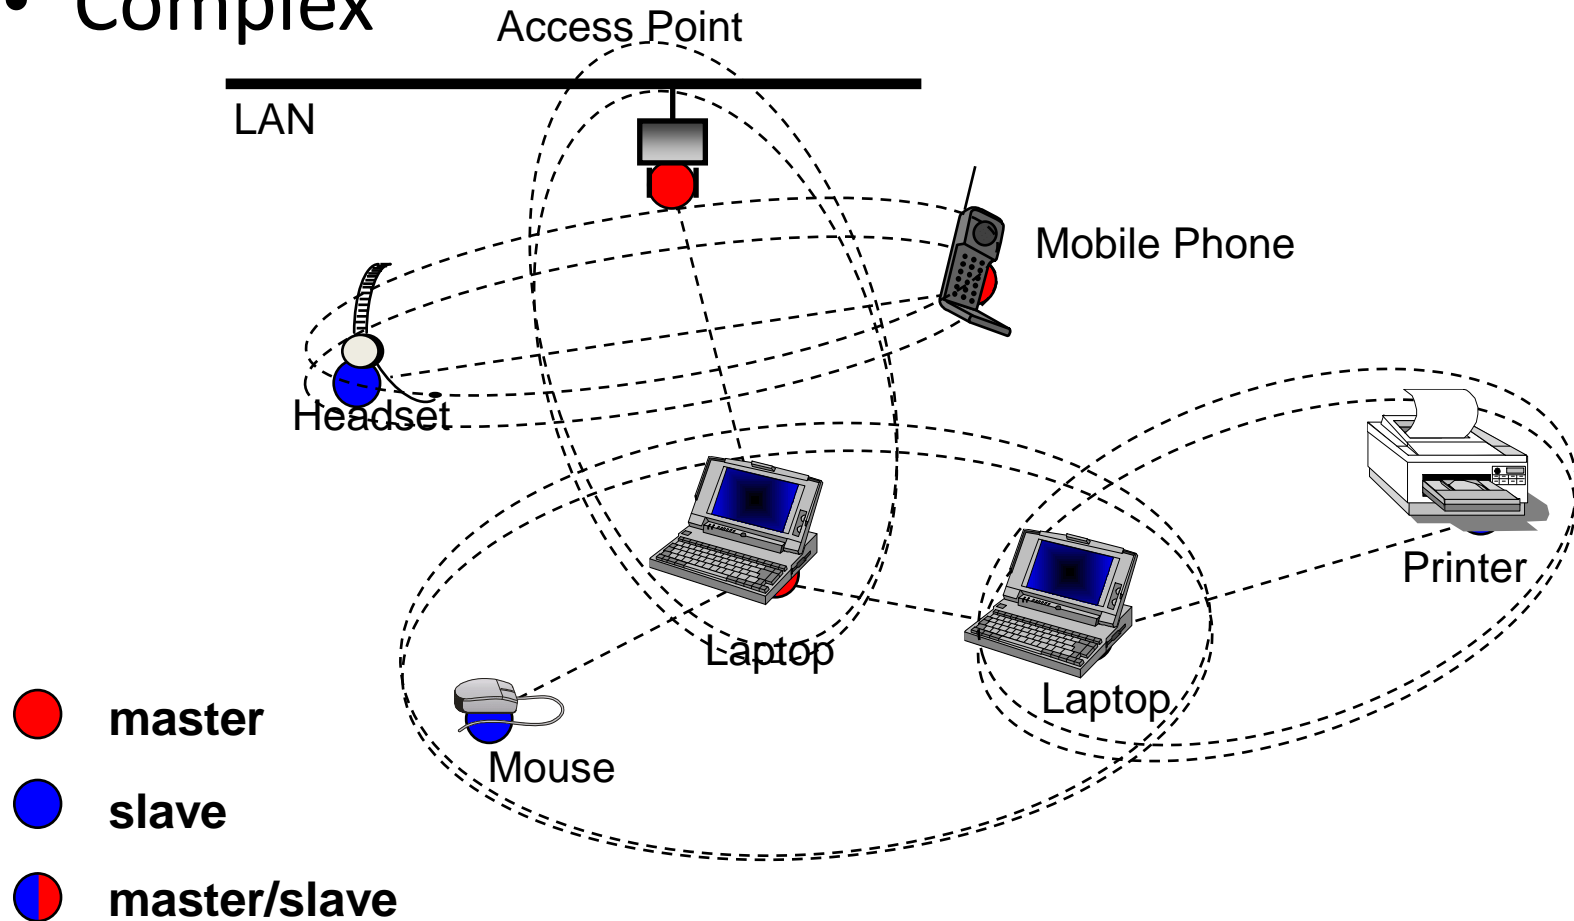 • Complex
Access Point
LAN
Mobile Phone
Headset
Printer
Laptop
Laptop
master
Mouse
slave
master/slave